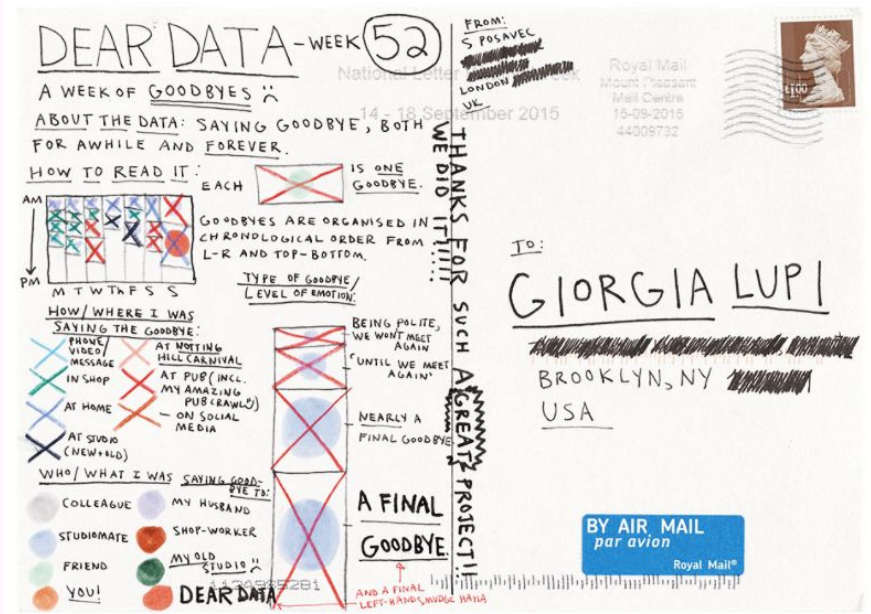 DEAR DATA - WEEK 52
A WEEK OF GOODBYES
ABOUT THE DATA: SAYING GOODBYE, BOTH
FOR AWHILE AND FOREVER.
HOW TO READ IT:
EACH
IS ONE
GOODBYE.
AM
PM
M T W Th F S S
GOODBYES ARE ORGANISED IN
CHRONOLOGICAL ORDER FROM
L-R AND TOP-BOTTOM.
TYPE OF GOODBYE/
LEVEL OF EMOTION:
BEING POLITE,
WE WON'T MEET
AGAIN
'UNTIL WE MEET
AGAIN'
NEARLY A
FINAL GOODBYE
A FINAL
GOODBYE.
AND A FINAL
LEFT-HAND SMUDGE HAHA
HOW/WHERE I WAS
SAYING THE GOODBYE:
PHONE/
VIDEO/
MESSAGE
IN SHOP
AT HOME
AT STUDIO
(NEW+OLD)
AT NOTTING
HILL CARNIVAL
AT PUB (INCL.
MY AMAZING
PUB CRAWL)
ON SOCIAL
MEDIA
WHO/WHAT I WAS SAYING GOOD-
BYE TO:
COLLEAGUE
STUDIOMATE
FRIEND
YOU!
MY HUSBAND
SHOP-WORKER
MY OLD
STUDIO
DEAR DATA
THANKS FOR SUCH A GREAT PROJECT!!
WE DID IT!!!!!....
FROM:
S POSAVEC
LONDON
UK
National Letter
14 - 18 September 2015
Royal Mail
Mount Pleasant
Mail Centre
15-09-2015
44009732
£1.00
TO:
GIORGIA LUPI
BROOKLYN, NY
USA
BY AIR MAIL
par avion
Royal Mail®